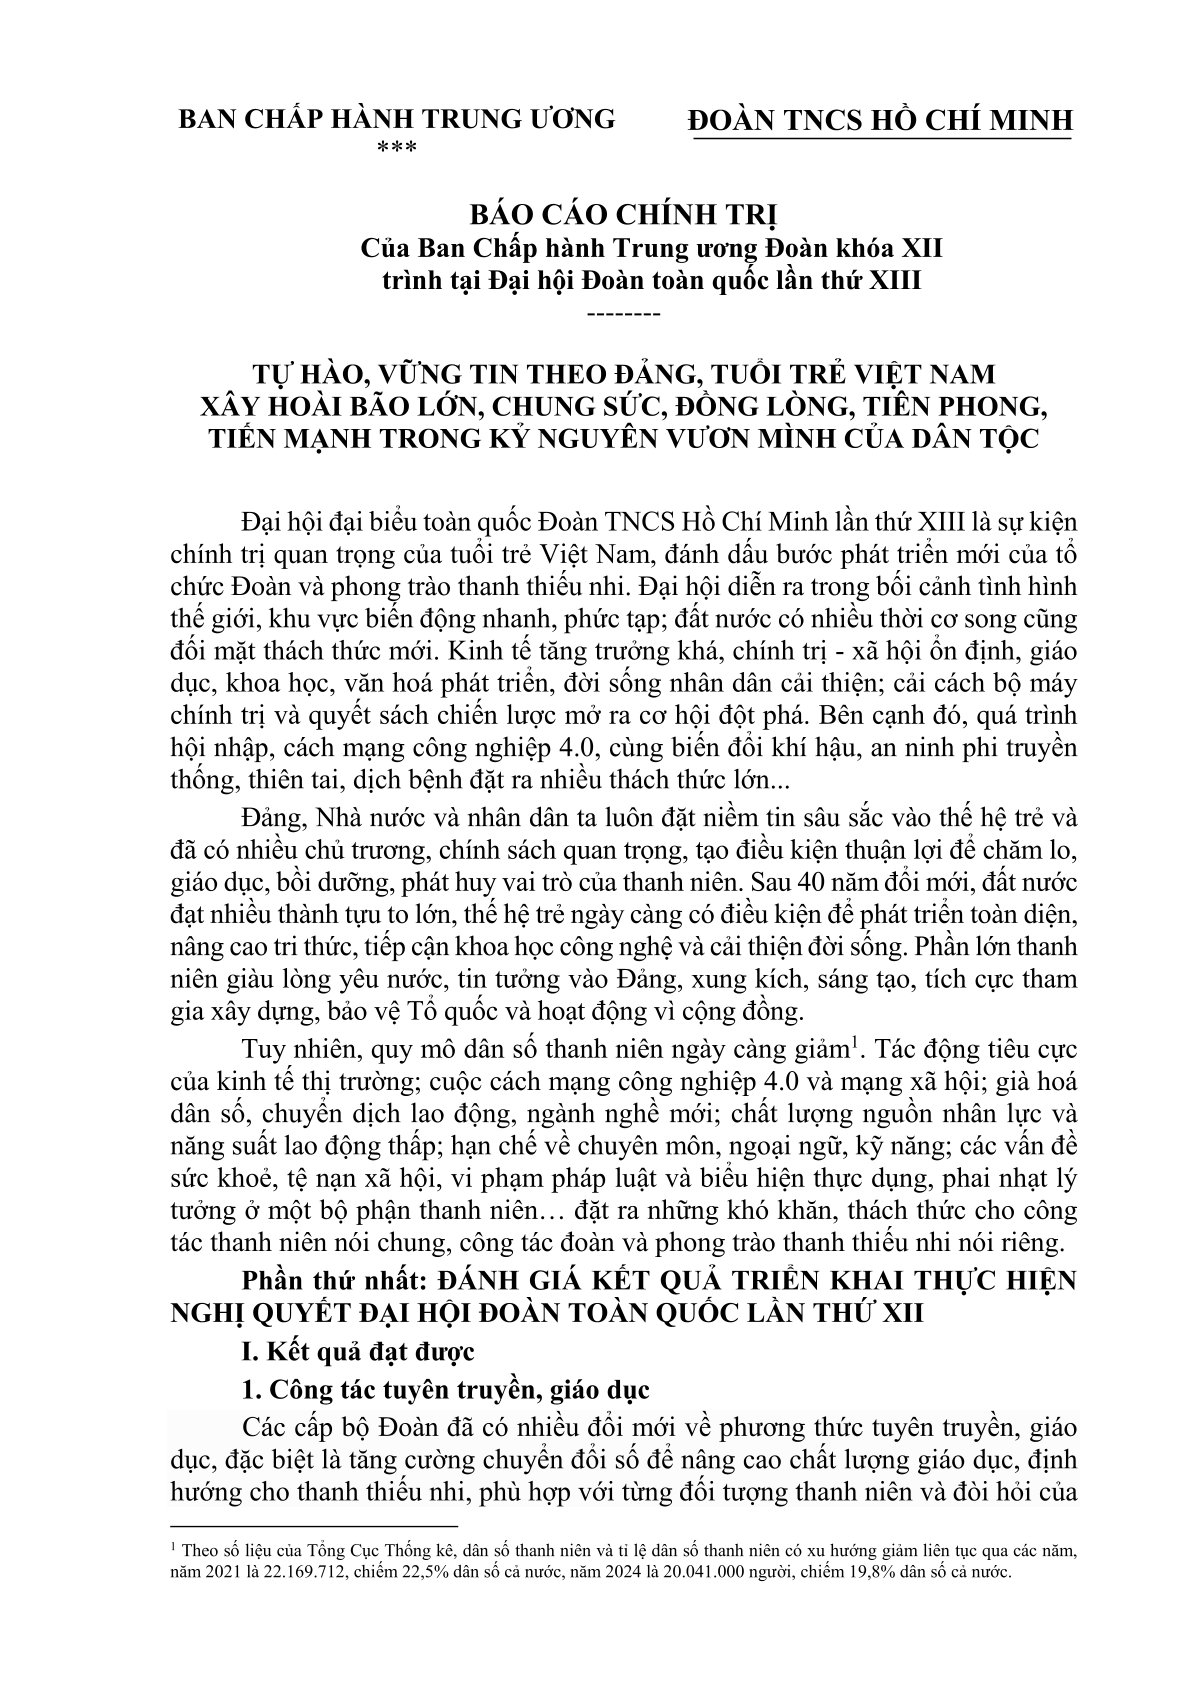 BAN CHẤP HÀNH TRUNG ƯƠNG
***
ĐOÀN TNCS HỒ CHÍ MINH
BÁO CÁO CHÍNH TRỊ
Của Ban Chấp hành Trung ương Đoàn khóa XII
trình tại Đại hội Đoàn toàn quốc lần thứ XIII
--------
TỰ HÀO, VỮNG TIN THEO ĐẢNG, TUỔI TRẺ VIỆT NAM
XÂY HOÀI BÃO LỚN, CHUNG SỨC, ĐỒNG LÒNG, TIÊN PHONG,
TIẾN MẠNH TRONG KỶ NGUYÊN VƯƠN MÌNH CỦA DÂN TỘC
Đại hội đại biểu toàn quốc Đoàn TNCS Hồ Chí Minh lần thứ XIII là sự kiện
chính trị quan trọng của tuổi trẻ Việt Nam, đánh dấu bước phát triển mới của tổ
chức Đoàn và phong trào thanh thiếu nhi. Đại hội diễn ra trong bối cảnh tình hình
thế giới, khu vực biến động nhanh, phức tạp; đất nước có nhiều thời cơ song cũng
đối mặt thách thức mới. Kinh tế tăng trưởng khá, chính trị - xã hội ổn định, giáo
dục, khoa học, văn hoá phát triển, đời sống nhân dân cải thiện; cải cách bộ máy
chính trị và quyết sách chiến lược mở ra cơ hội đột phá. Bên cạnh đó, quá trình
hội nhập, cách mạng công nghiệp 4.0, cùng biến đổi khí hậu, an ninh phi truyền
thống, thiên tai, dịch bệnh đặt ra nhiều thách thức lớn...
Đảng, Nhà nước và nhân dân ta luôn đặt niềm tin sâu sắc vào thế hệ trẻ và
đã có nhiều chủ trương, chính sách quan trọng, tạo điều kiện thuận lợi để chăm lo,
giáo dục, bồi dưỡng, phát huy vai trò của thanh niên. Sau 40 năm đổi mới, đất nước
đạt nhiều thành tựu to lớn, thế hệ trẻ ngày càng có điều kiện để phát triển toàn diện,
nâng cao tri thức, tiếp cận khoa học công nghệ và cải thiện đời sống. Phần lớn thanh
niên giàu lòng yêu nước, tin tưởng vào Đảng, xung kích, sáng tạo, tích cực tham
gia xây dựng, bảo vệ Tổ quốc và hoạt động vì cộng đồng.
Tuy nhiên, quy mô dân số thanh niên ngày càng giảm¹. Tác động tiêu cực
của kinh tế thị trường; cuộc cách mạng công nghiệp 4.0 và mạng xã hội; già hoá
dân số, chuyển dịch lao động, ngành nghề mới; chất lượng nguồn nhân lực và
năng suất lao động thấp; hạn chế về chuyên môn, ngoại ngữ, kỹ năng; các vấn đề
sức khoẻ, tệ nạn xã hội, vi phạm pháp luật và biểu hiện thực dụng, phai nhạt lý
tưởng ở một bộ phận thanh niên… đặt ra những khó khăn, thách thức cho công
tác thanh niên nói chung, công tác đoàn và phong trào thanh thiếu nhi nói riêng.
Phần thứ nhất: ĐÁNH GIÁ KẾT QUẢ TRIỂN KHAI THỰC HIỆN
NGHỊ QUYẾT ĐẠI HỘI ĐOÀN TOÀN QUỐC LẦN THỨ XII
I. Kết quả đạt được
1. Công tác tuyên truyền, giáo dục
Các cấp bộ Đoàn đã có nhiều đổi mới về phương thức tuyên truyền, giáo
dục, đặc biệt là tăng cường chuyển đổi số để nâng cao chất lượng giáo dục, định
hướng cho thanh thiếu nhi, phù hợp với từng đối tượng thanh niên và đòi hỏi của
¹ Theo số liệu của Tổng Cục Thống kê, dân số thanh niên và tỉ lệ dân số thanh niên có xu hướng giảm liên tục qua các năm,
năm 2021 là 22.169.712, chiếm 22,5% dân số cả nước, năm 2024 là 20.041.000 người, chiếm 19,8% dân số cả nước.